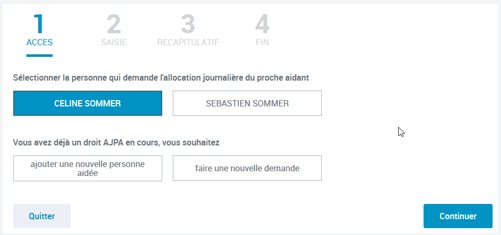 1 2 3 4
ACCES SAISIE RECAPITULATIF FIN
Sélectionner la personne qui demande l'allocation journalière du proche aidant
CELINE SOMMER SEBASTIEN SOMMER
Vous avez déjà un droit AJPA en cours, vous souhaitez
ajouter une nouvelle personne
aidée
faire une nouvelle demande
Quitter Continuer